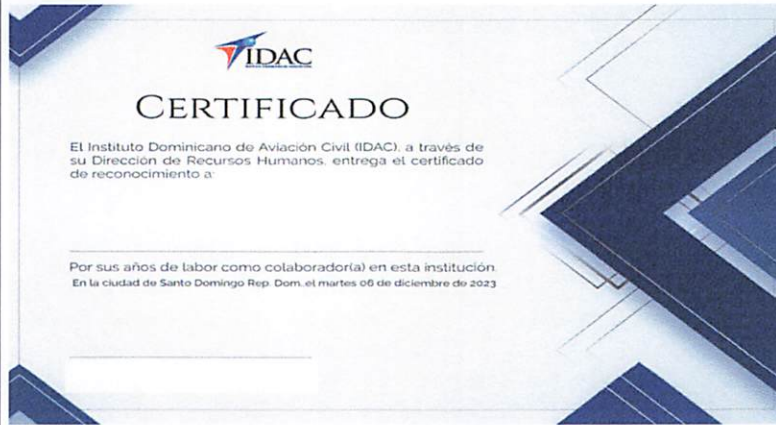 IDAC
CERTIFICADO
El Instituto Dominicano de Aviación Civil (IDAC), a través de
su Dirección de Recursos Humanos, entrega el certificado
de reconocimiento a:
Por sus años de labor como colaborador(a) en esta institución.
En la ciudad de Santo Domingo Rep. Dom. el martes 06 de diciembre de 2023